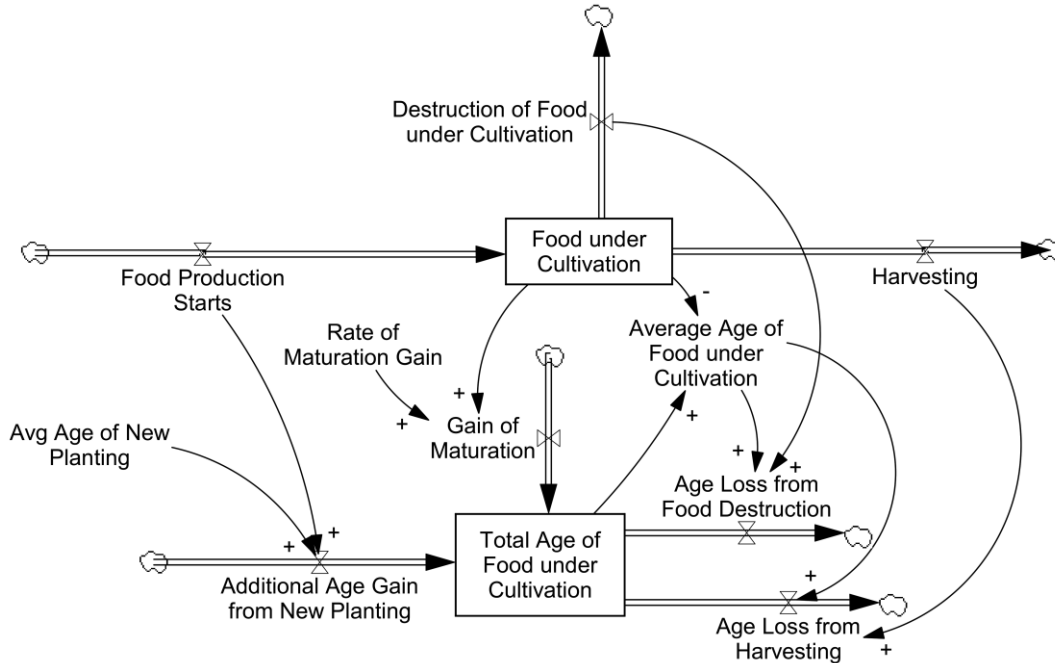 Destruction of Food
under Cultivation
Food under
Cultivation
Food Production
Starts
Harvesting
-
Rate of
Maturation Gain
Average Age of
Food under
Cultivation
+
+
Gain of
Maturation
+
Avg Age of New
Planting
+
+
Age Loss from
Food Destruction
+
+
Total Age of
Food under
Cultivation
Additional Age Gain
from New Planting
+
Age Loss from
Harvesting
+